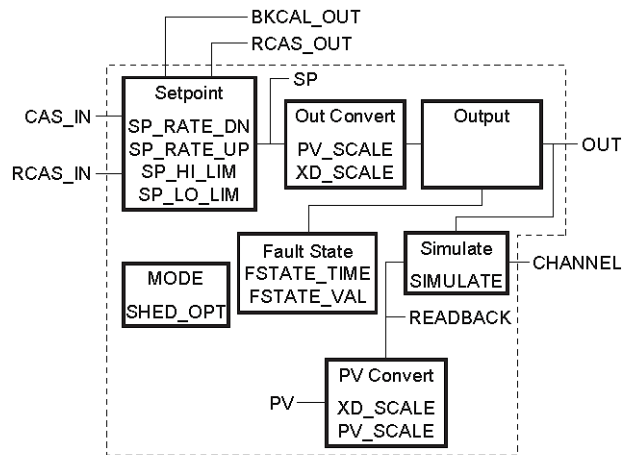 BKCAL_OUT
RCAS_OUT
SP
CAS_IN
RCAS_IN
Setpoint
SP_RATE_DN
SP_RATE_UP
SP_HI_LIM
SP_LO_LIM
Out Convert
PV_SCALE
XD_SCALE
Output
OUT
MODE
SHED_OPT
Fault State
FSTATE_TIME
FSTATE_VAL
Simulate
SIMULATE
CHANNEL
READBACK
PV
PV Convert
XD_SCALE
PV_SCALE